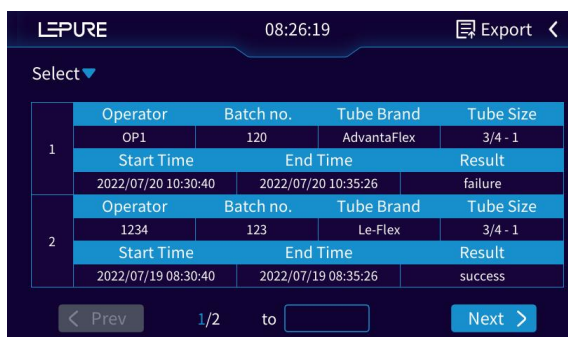 LEPURE 08:26:19 Export
Select
Operator Batch no. Tube Brand Tube Size
1 OP1 120 AdvantaFlex 3/4 - 1
Start Time End Time Result
2022/07/20 10:30:40 2022/07/20 10:35:26 failure
Operator Batch no. Tube Brand Tube Size
2 1234 123 Le-Flex 3/4 - 1
Start Time End Time Result
2022/07/19 08:30:40 2022/07/19 08:35:26 success
Prev 1/2 to Next